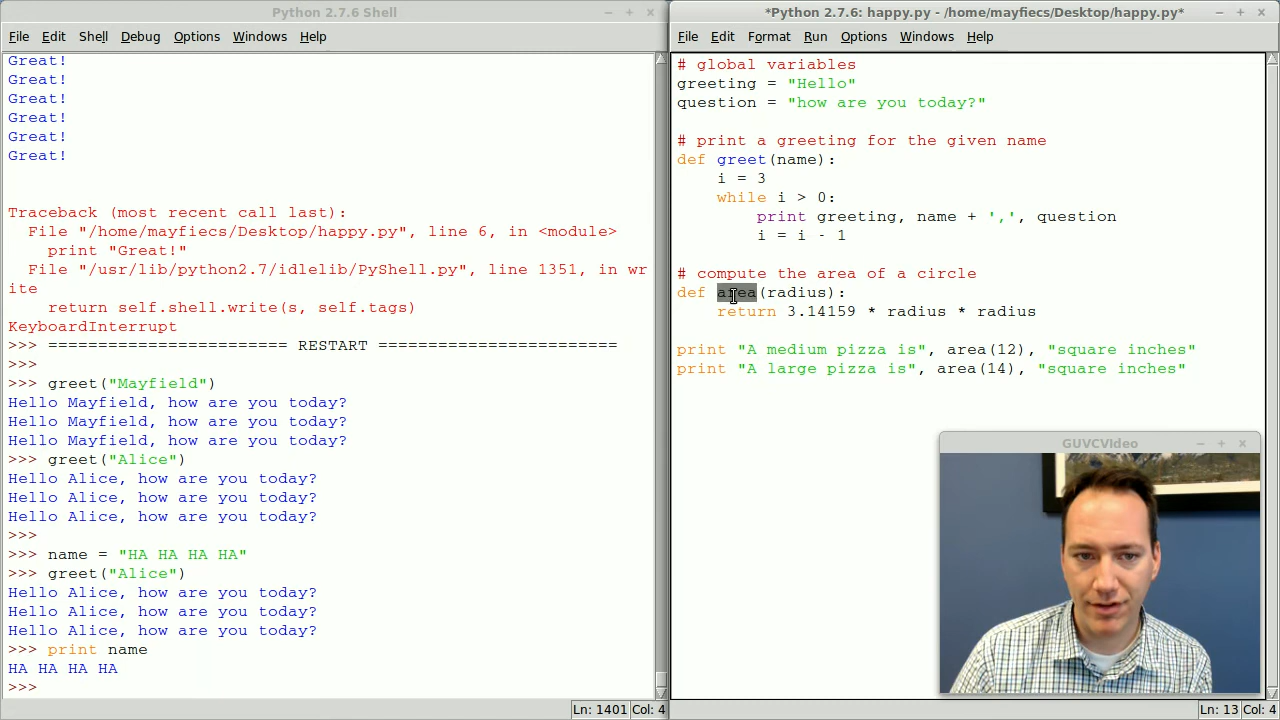 Python 2.7.6 Shell
File Edit Shell Debug Options Windows Help
Great!
Great!
Great!
Great!
Great!
Great!
Traceback (most recent call last):
  File "/home/mayfiecs/Desktop/happy.py", line 6, in <module>
    print "Great!"
  File "/usr/lib/python2.7/idlelib/PyShell.py", line 1351, in wr
ite
    return self.shell.write(s, self.tags)
KeyboardInterrupt
>>> ======================== RESTART ========================
>>>
>>> greet("Mayfield")
Hello Mayfield, how are you today?
Hello Mayfield, how are you today?
Hello Mayfield, how are you today?
>>> greet("Alice")
Hello Alice, how are you today?
Hello Alice, how are you today?
Hello Alice, how are you today?
>>>
>>> name = "HA HA HA HA"
>>> greet("Alice")
Hello Alice, how are you today?
Hello Alice, how are you today?
Hello Alice, how are you today?
>>> print name
HA HA HA HA
>>>
Ln: 1401 Col: 4
*Python 2.7.6: happy.py - /home/mayfiecs/Desktop/happy.py*
File Edit Format Run Options Windows Help
# global variables
greeting = "Hello"
question = "how are you today?"
# print a greeting for the given name
def greet(name):
    i = 3
    while i > 0:
        print greeting, name + ',', question
        i = i - 1
# compute the area of a circle
def area(radius):
    return 3.14159 * radius * radius
print "A medium pizza is", area(12), "square inches"
print "A large pizza is", area(14), "square inches"
GUVCVIdeo
Ln: 13 Col: 4